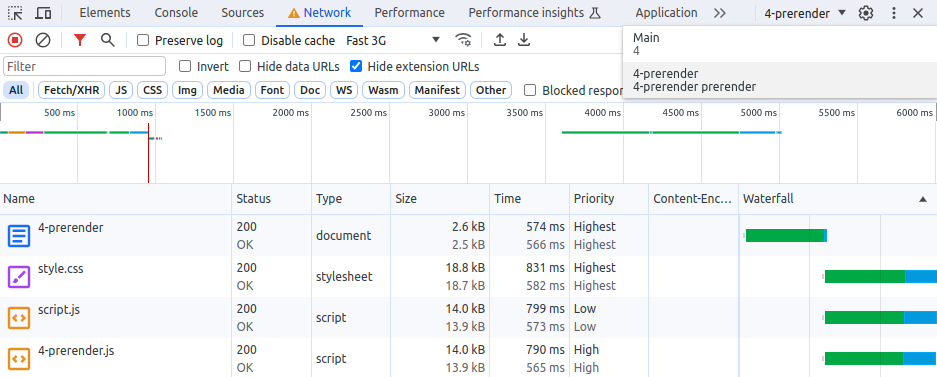 Elements Console Sources Network Performance Performance insights Application 4-prerender
Main
4
4-prerender
4-prerender prerender
Preserve log Disable cache Fast 3G
Filter Invert Hide data URLs Hide extension URLs
All Fetch/XHR JS CSS Img Media Font Doc WS Wasm Manifest Other Blocked respon
500 ms 1000 ms 1500 ms 2000 ms 2500 ms 3000 ms 3500 ms 4000 ms 4500 ms 5000 ms 5500 ms 6000 ms
Name Status Type Size Time Priority Content-Enc... Waterfall
4-prerender 200 document 2.6 kB 574 ms Highest
OK 2.5 kB 566 ms Highest
style.css 200 stylesheet 18.8 kB 831 ms Highest
OK 18.7 kB 582 ms Highest
script.js 200 script 14.0 kB 799 ms Low
OK 13.9 kB 573 ms Low
4-prerender.js 200 script 14.0 kB 790 ms High
OK 13.9 kB 565 ms High